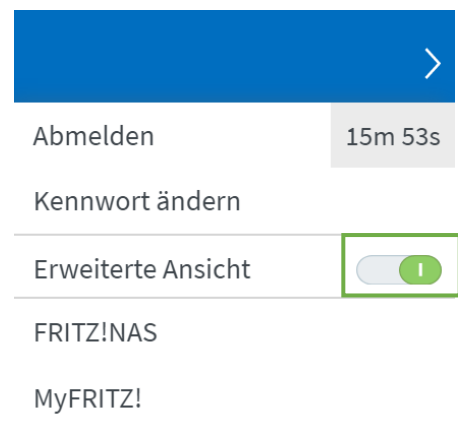 Abmelden 15m 53s
Kennwort ändern
Erweiterte Ansicht
FRITZ!NAS
MyFRITZ!